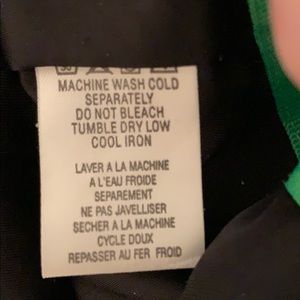 MACHINE WASH COLD
SEPARATELY
DO NOT BLEACH
TUMBLE DRY LOW
COOL IRON
LAVER A LA MACHINE
A L'EAU FROIDE
SEPAREMENT
NE PAS JAVELLISER
SECHER A LA MACHINE
CYCLE DOUX
REPASSER AU FER FROID